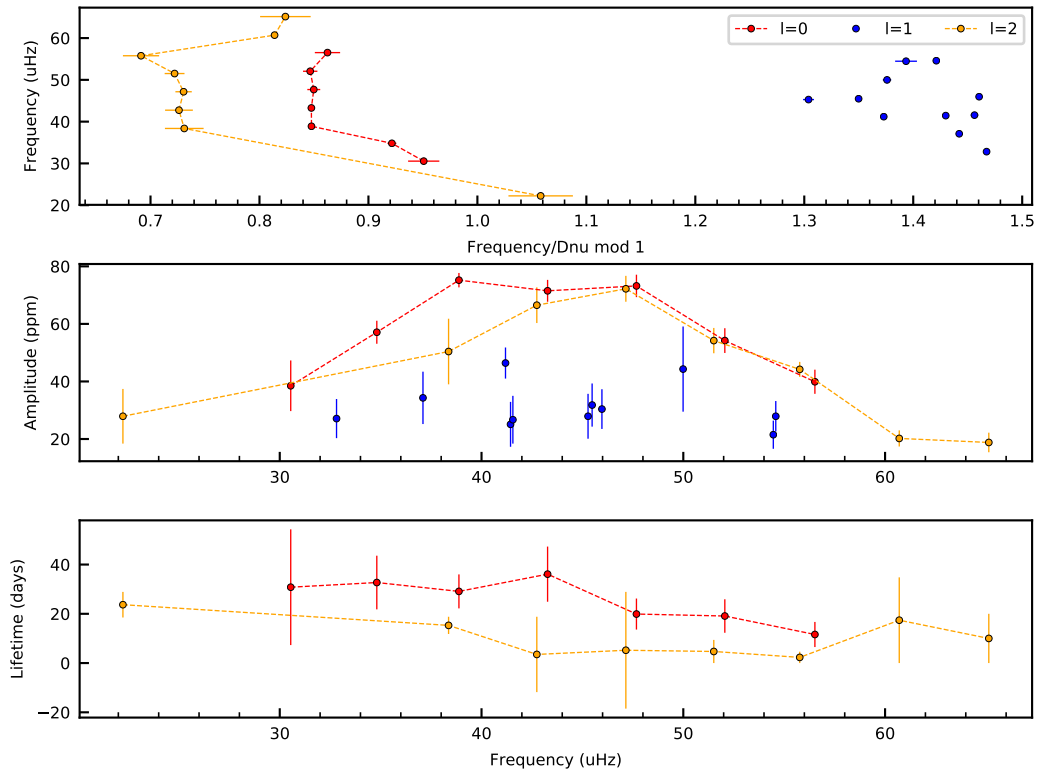 l=0 l=1 l=2
Frequency (uHz)
60
50
40
30
20
0.7 0.8 0.9 1.0 1.1 1.2 1.3 1.4 1.5
Frequency/Dnu mod 1
Amplitude (ppm)
80
60
40
20
30 40 50 60
Lifetime (days)
40
20
0
−20
30 40 50 60
Frequency (uHz)